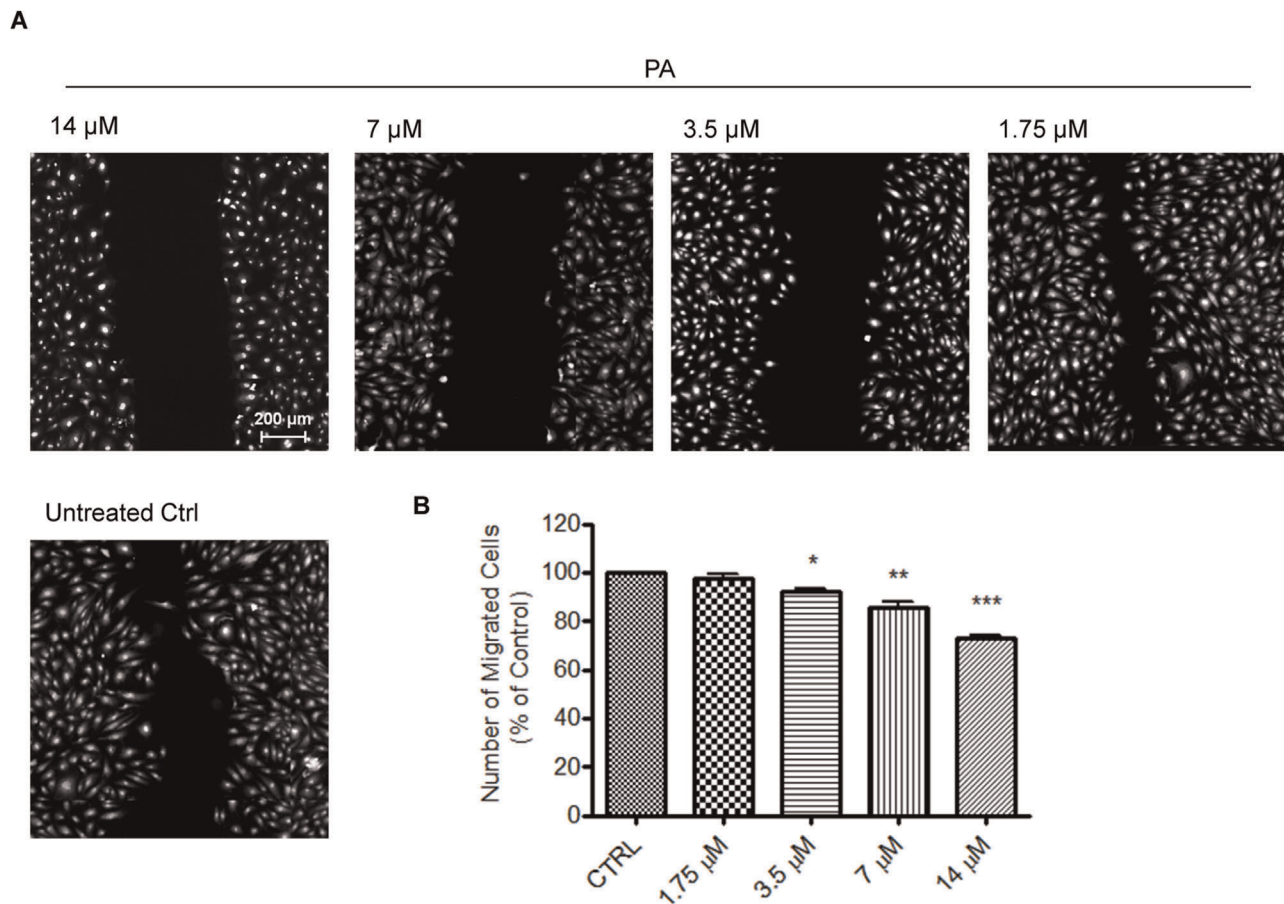 A
PA
14 µM
7 µM
3.5 µM
1.75 µM
200 µm
Untreated Ctrl
B
Number of Migrated Cells
(% of Control)
120
100
80
60
40
20
0
*
**
***
CTRL
1.75 µM
3.5 µM
7 µM
14 µM